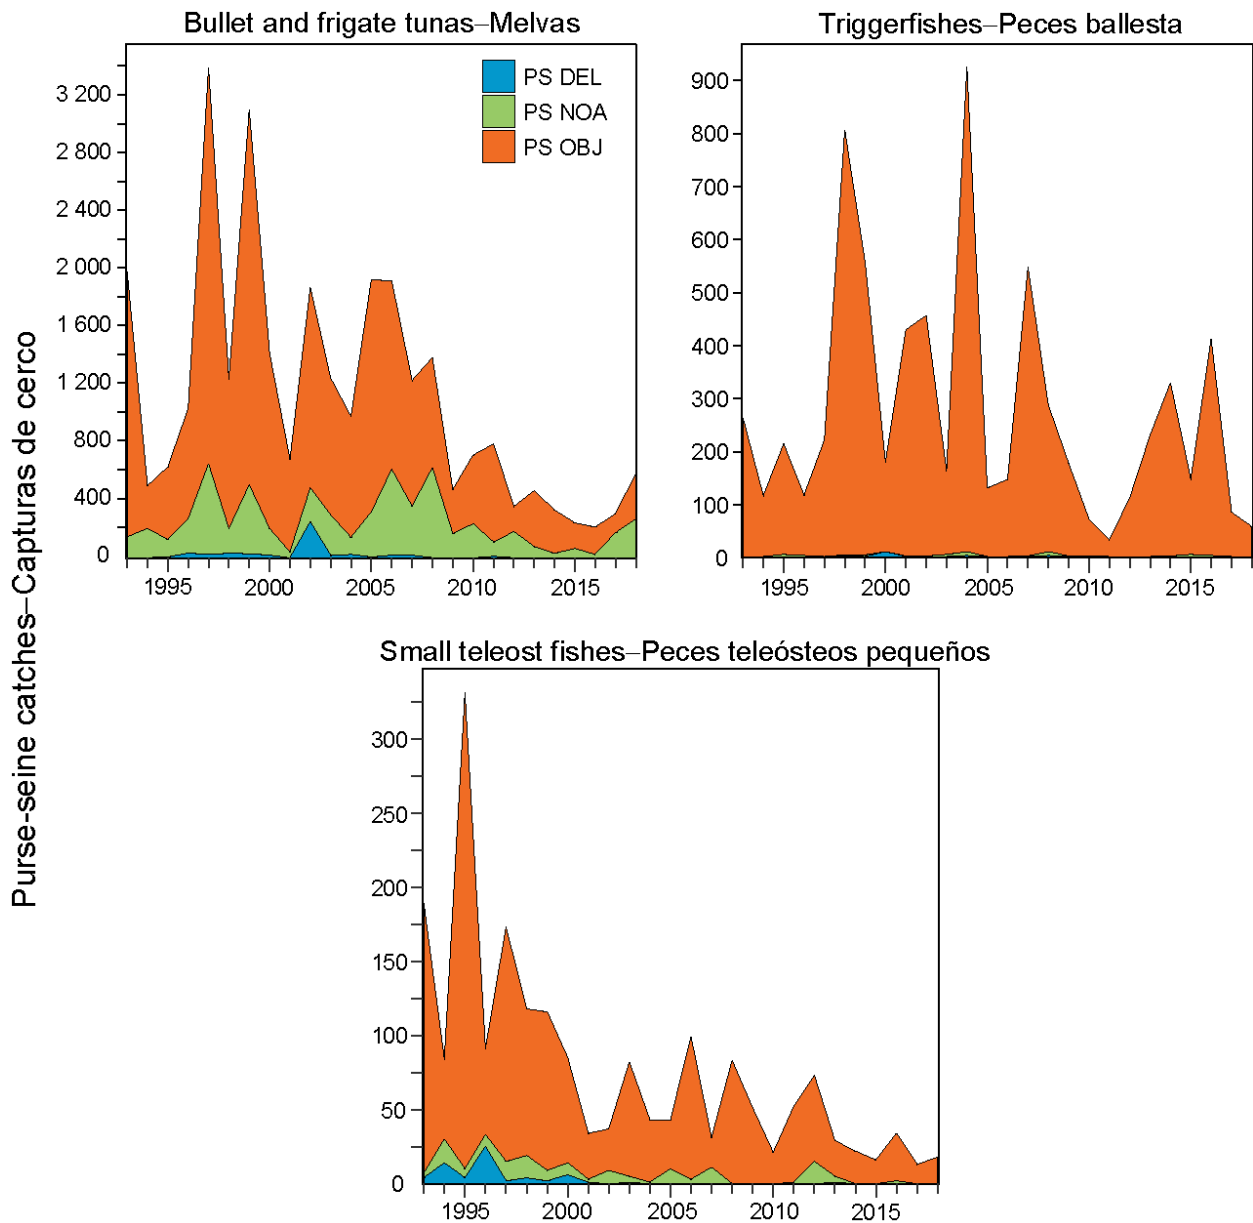 Bullet and frigate tunas–Melvas
3 200
2 800
2 400
2 000
1 600
1 200
800
400
0
1995 2000 2005 2010 2015
PS DEL
PS NOA
PS OBJ
Triggerfishes–Peces ballesta
900
800
700
600
500
400
300
200
100
0
1995 2000 2005 2010 2015
Purse-seine catches–Capturas de cerco
Small teleost fishes–Peces teleósteos pequeños
300
250
200
150
100
50
0
1995 2000 2005 2010 2015